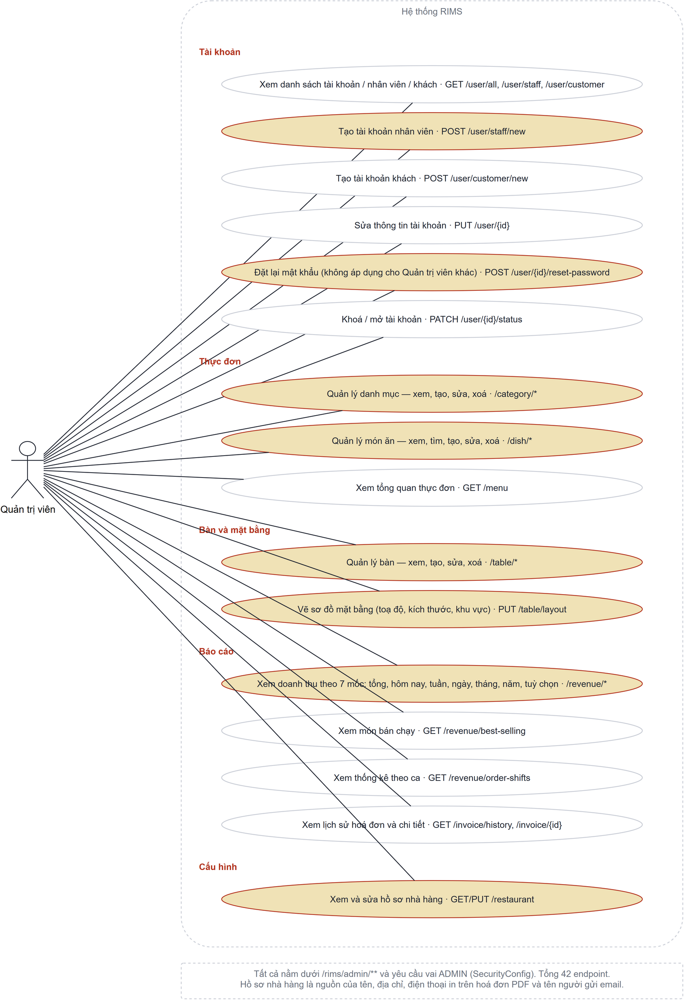 Hệ thống RIMS
Tài khoản
Xem danh sách tài khoản / nhân viên / khách · GET /user/all, /user/staff, /user/customer
Tạo tài khoản nhân viên · POST /user/staff/new
Tạo tài khoản khách · POST /user/customer/new
Sửa thông tin tài khoản · PUT /user/{id}
Đặt lại mật khẩu (không áp dụng cho Quản trị viên khác) · POST /user/{id}/reset-password
Khoá / mở tài khoản · PATCH /user/{id}/status
Thực đơn
Quản lý danh mục — xem, tạo, sửa, xoá · /category/*
Quản lý món ăn — xem, tìm, tạo, sửa, xoá · /dish/*
Xem tổng quan thực đơn · GET /menu
Quản trị viên
Bàn và mặt bằng
Quản lý bàn — xem, tạo, sửa, xoá · /table/*
Vẽ sơ đồ mặt bằng (toạ độ, kích thước, khu vực) · PUT /table/layout
Báo cáo
Xem doanh thu theo 7 mốc: tổng, hôm nay, tuần, ngày, tháng, năm, tuỳ chọn · /revenue/*
Xem món bán chạy · GET /revenue/best-selling
Xem thống kê theo ca · GET /revenue/order-shifts
Xem lịch sử hoá đơn và chi tiết · GET /invoice/history, /invoice/{id}
Cấu hình
Xem và sửa hồ sơ nhà hàng · GET/PUT /restaurant
Tất cả nằm dưới /rims/admin/** và yêu cầu vai ADMIN (SecurityConfig). Tổng 42 endpoint.
Hồ sơ nhà hàng là nguồn của tên, địa chỉ, điện thoại in trên hoá đơn PDF và tên người gửi email.